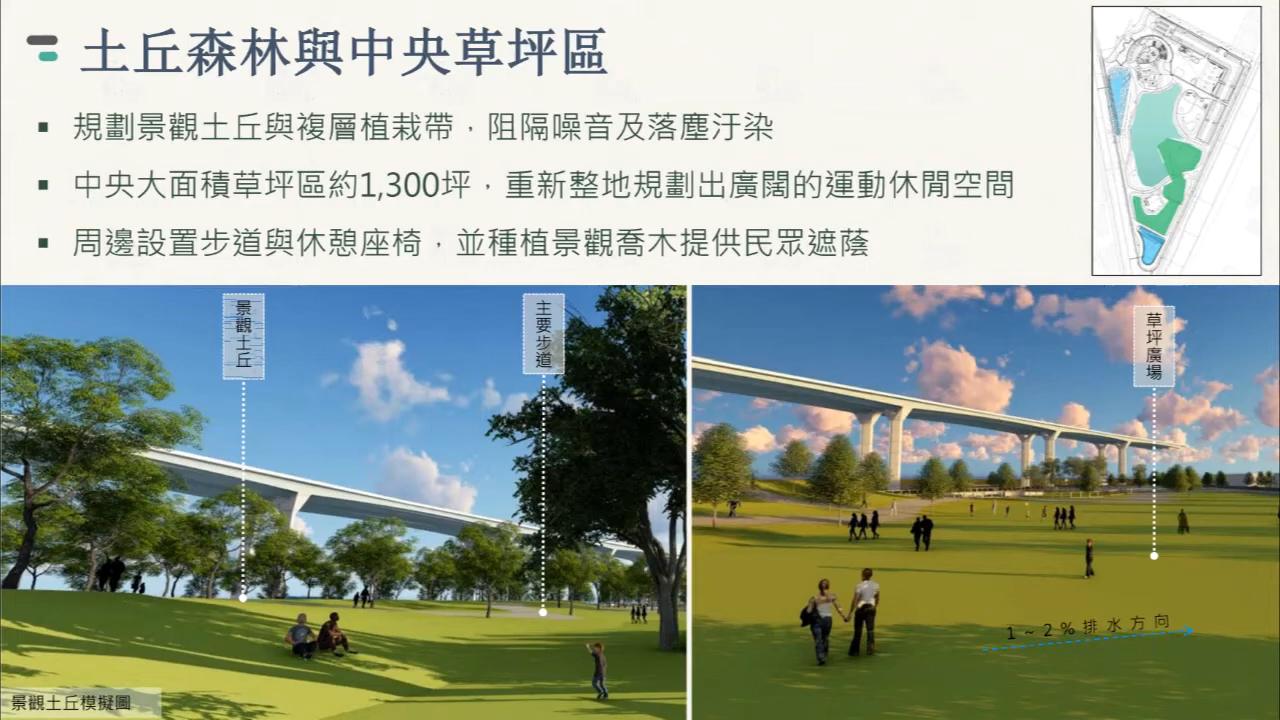 土丘森林與中央草坪區
▪ 規劃景觀土丘與複層植栽帶，阻隔噪音及落塵汙染
▪ 中央大面積草坪區約1,300坪，重新整地規劃出廣闊的運動休閒空間
▪ 周邊設置步道與休憩座椅，並種植景觀喬木提供民眾遮蔭
景觀土丘
主要步道
草坪廣場
1~2%排水方向
景觀土丘模擬圖